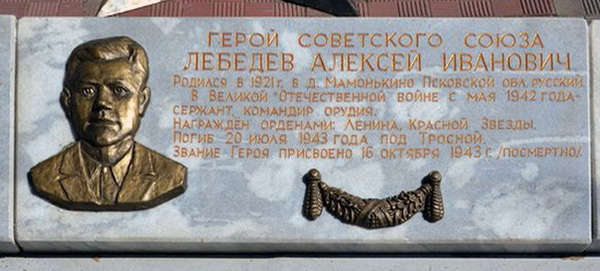 ГЕРОЙ СОВЕТСКОГО СОЮЗА
ЛЕБЕДЕВ АЛЕКСЕЙ ИВАНОВИЧ
РОДИЛСЯ В 1921 Г. В Д. МАМОНЬКИНО ПСКОВСКОЙ ОБЛ. РУССКИЙ.
В ВЕЛИКОЙ ОТЕЧЕСТВЕННОЙ ВОЙНЕ С МАЯ 1942 ГОДА-
СЕРЖАНТ, КОМАНДИР ОРУДИЯ.
НАГРАЖДЁН ОРДЕНАМИ: ЛЕНИНА, КРАСНОЙ ЗВЕЗДЫ.
ПОГИБ 20 ИЮЛЯ 1943 ГОДА ПОД ТРОСНОЙ.
ЗВАНИЕ ГЕРОЯ ПРИСВОЕНО 16 ОКТЯБРЯ 1943 Г. /ПОСМЕРТНО/.